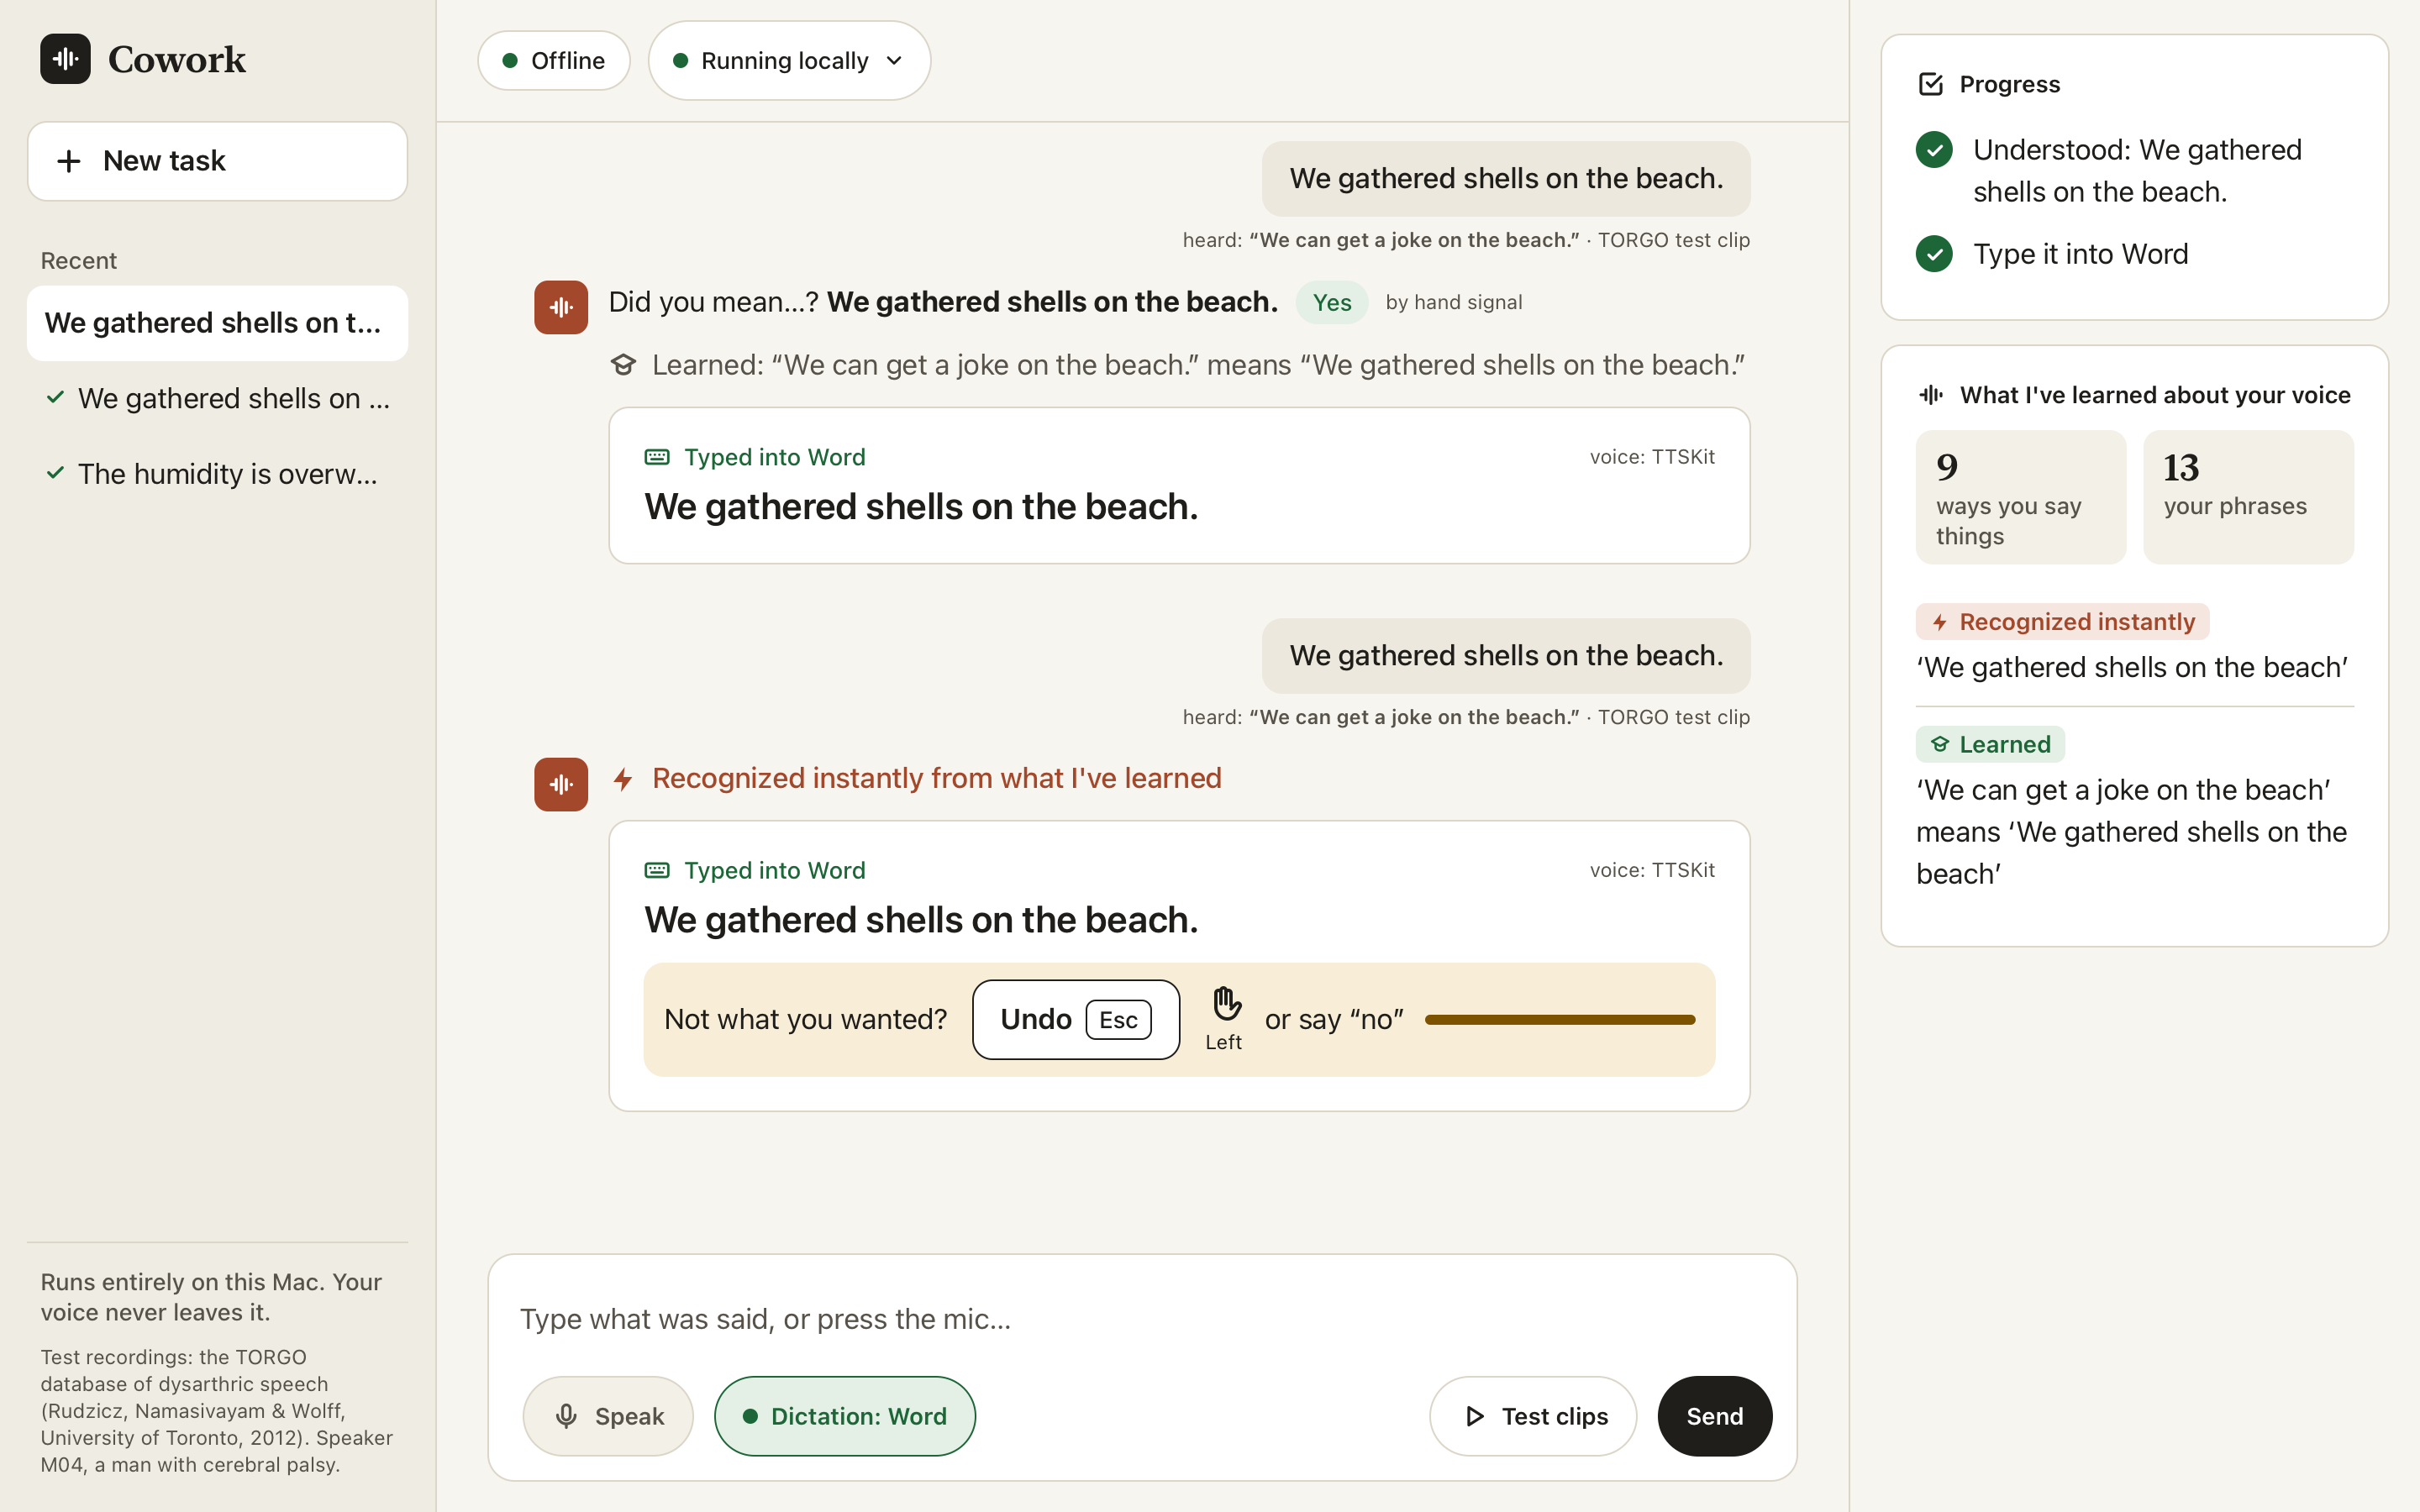 Cowork
New task
Recent
We gathered shells on t...
We gathered shells on ...
The humidity is overw...
Runs entirely on this Mac. Your
voice never leaves it.
Test recordings: the TORGO
database of dysarthric speech
(Rudzicz, Namasivayam & Wolff,
University of Toronto, 2012). Speaker
M04, a man with cerebral palsy.
Offline
Running locally
We gathered shells on the beach.
heard: “We can get a joke on the beach.” · TORGO test clip
Did you mean...? We gathered shells on the beach. Yes by hand signal
Learned: “We can get a joke on the beach.” means “We gathered shells on the beach.”
Typed into Word voice: TTSKit
We gathered shells on the beach.
We gathered shells on the beach.
heard: “We can get a joke on the beach.” · TORGO test clip
Recognized instantly from what I've learned
Typed into Word voice: TTSKit
We gathered shells on the beach.
Not what you wanted? Undo Esc Left or say “no”
Type what was said, or press the mic...
Speak Dictation: Word Test clips Send
Progress
Understood: We gathered
shells on the beach.
Type it into Word
What I've learned about your voice
9
ways you say
things
13
your phrases
Recognized instantly
‘We gathered shells on the beach’
Learned
‘We can get a joke on the beach’
means ‘We gathered shells on the
beach’